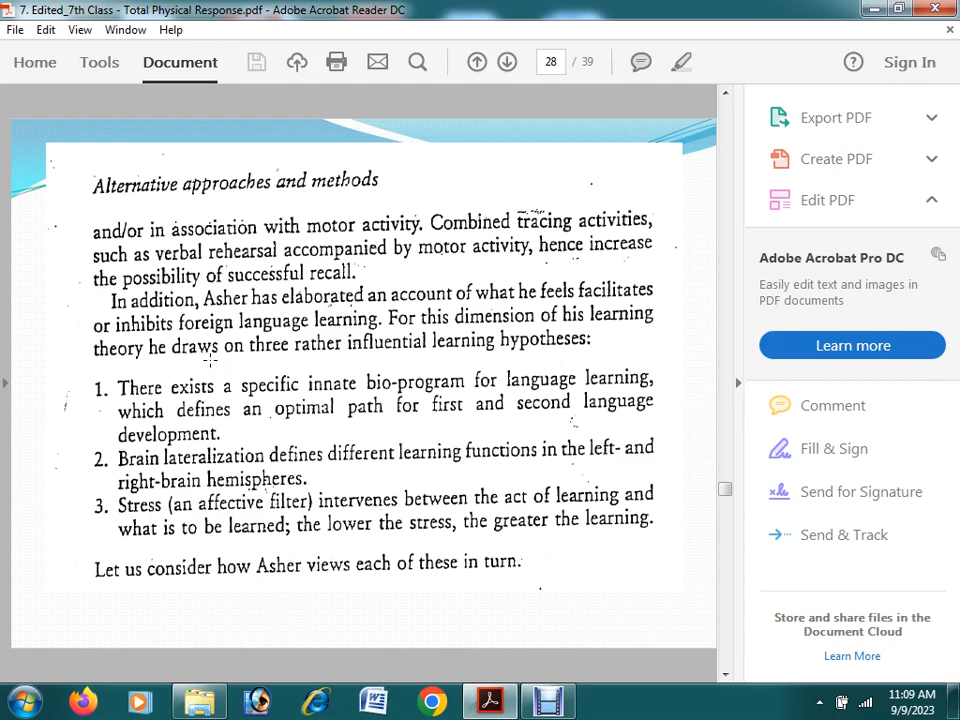 7. Edited_7th Class - Total Physical Response.pdf - Adobe Acrobat Reader DC
File Edit View Window Help
Home Tools Document 28 / 39 Sign In
Alternative approaches and methods
and/or in association with motor activity. Combined tracing activities,
such as verbal rehearsal accompanied by motor activity, hence increase
the possibility of successful recall.
In addition, Asher has elaborated an account of what he feels facilitates
or inhibits foreign language learning. For this dimension of his learning
theory he draws on three rather influential learning hypotheses:
1. There exists a specific innate bio-program for language learning,
which defines an optimal path for first and second language
development.
2. Brain lateralization defines different learning functions in the left- and
right-brain hemispheres.
3. Stress (an affective filter) intervenes between the act of learning and
what is to be learned; the lower the stress, the greater the learning.
Let us consider how Asher views each of these in turn.
Export PDF
Create PDF
Edit PDF
Adobe Acrobat Pro DC
Easily edit text and images in
PDF documents
Learn more
Comment
Fill & Sign
Send for Signature
Send & Track
Store and share files in the
Document Cloud
Learn More
11:09 AM
9/9/2023